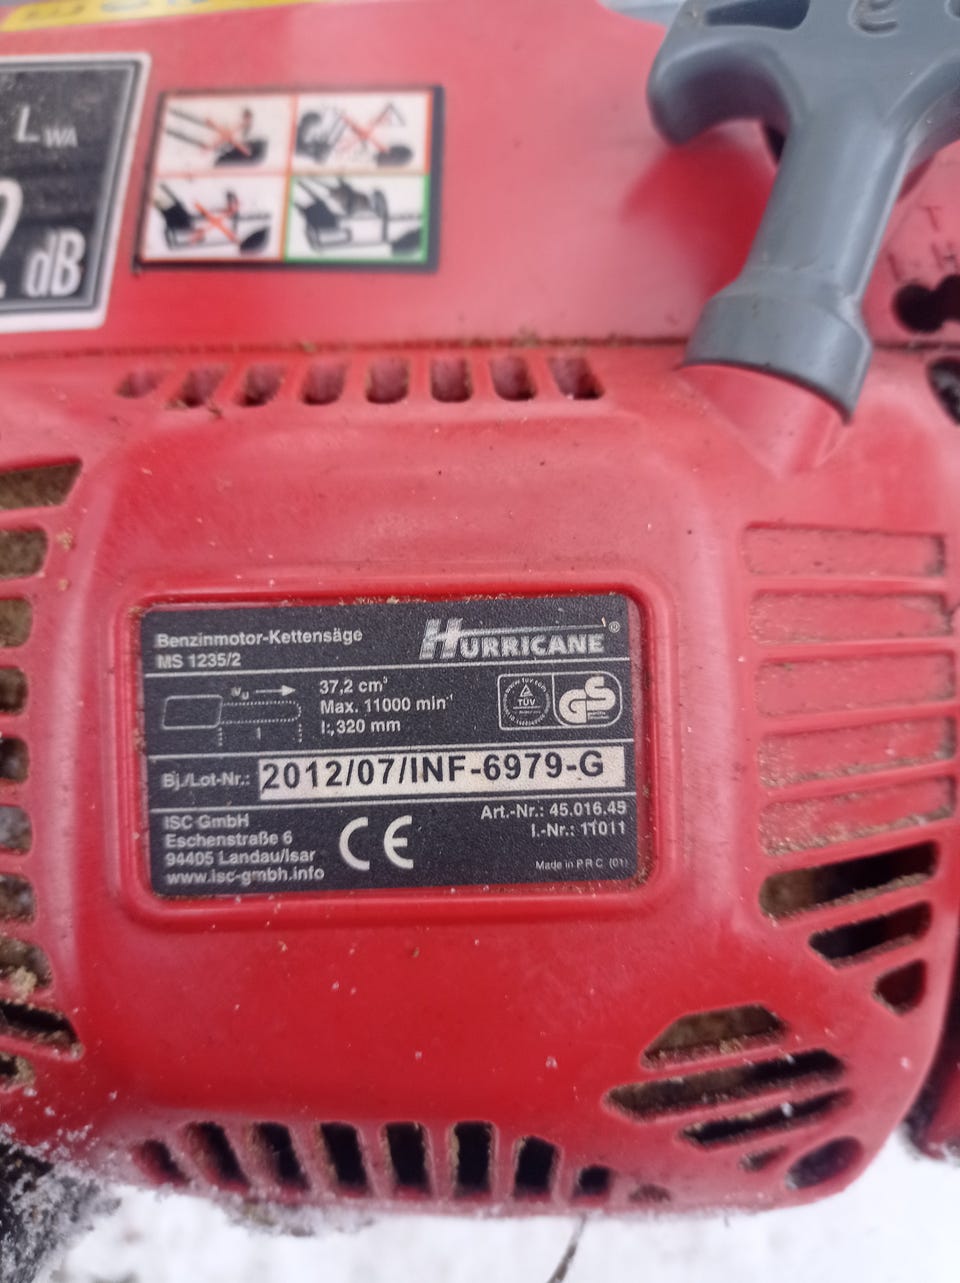 LWA
dB
T
H
Benzinmotor-Kettensäge
MS 1235/2
HURRICANE®
37,2 cm³
Max. 11000 min⁻¹
l:,320 mm
TÜV
GS
Bj./Lot-Nr.: 2012/07/INF-6979-G
ISC GmbH
Eschenstraße 6
94405 Landau/Isar
www.isc-gmbh.info
CE
Art.-Nr.: 45.016.45
I.-Nr.: 11011
Made in P.R.C (01)